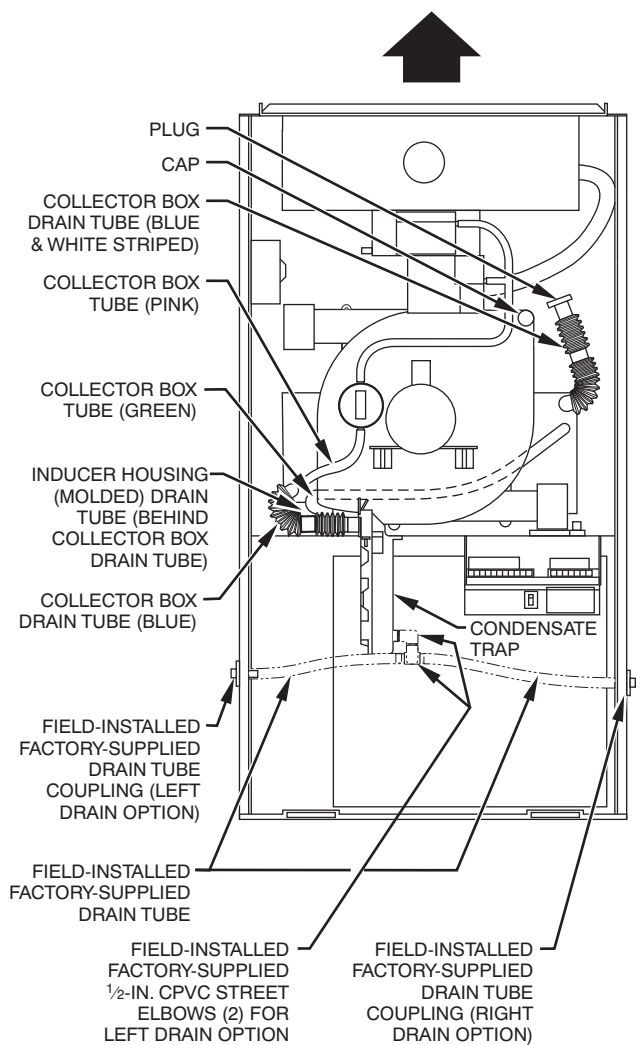 PLUG
CAP
COLLECTOR BOX
DRAIN TUBE (BLUE
& WHITE STRIPED)
COLLECTOR BOX
TUBE (PINK)
COLLECTOR BOX
TUBE (GREEN)
INDUCER HOUSING
(MOLDED) DRAIN
TUBE (BEHIND
COLLECTOR BOX
DRAIN TUBE)
COLLECTOR BOX
DRAIN TUBE (BLUE)
CONDENSATE
TRAP
FIELD-INSTALLED
FACTORY-SUPPLIED
DRAIN TUBE
COUPLING (LEFT
DRAIN OPTION)
FIELD-INSTALLED
FACTORY-SUPPLIED
DRAIN TUBE
FIELD-INSTALLED
FACTORY-SUPPLIED
½-IN. CPVC STREET
ELBOWS (2) FOR
LEFT DRAIN OPTION
FIELD-INSTALLED
FACTORY-SUPPLIED
DRAIN TUBE
COUPLING (RIGHT
DRAIN OPTION)